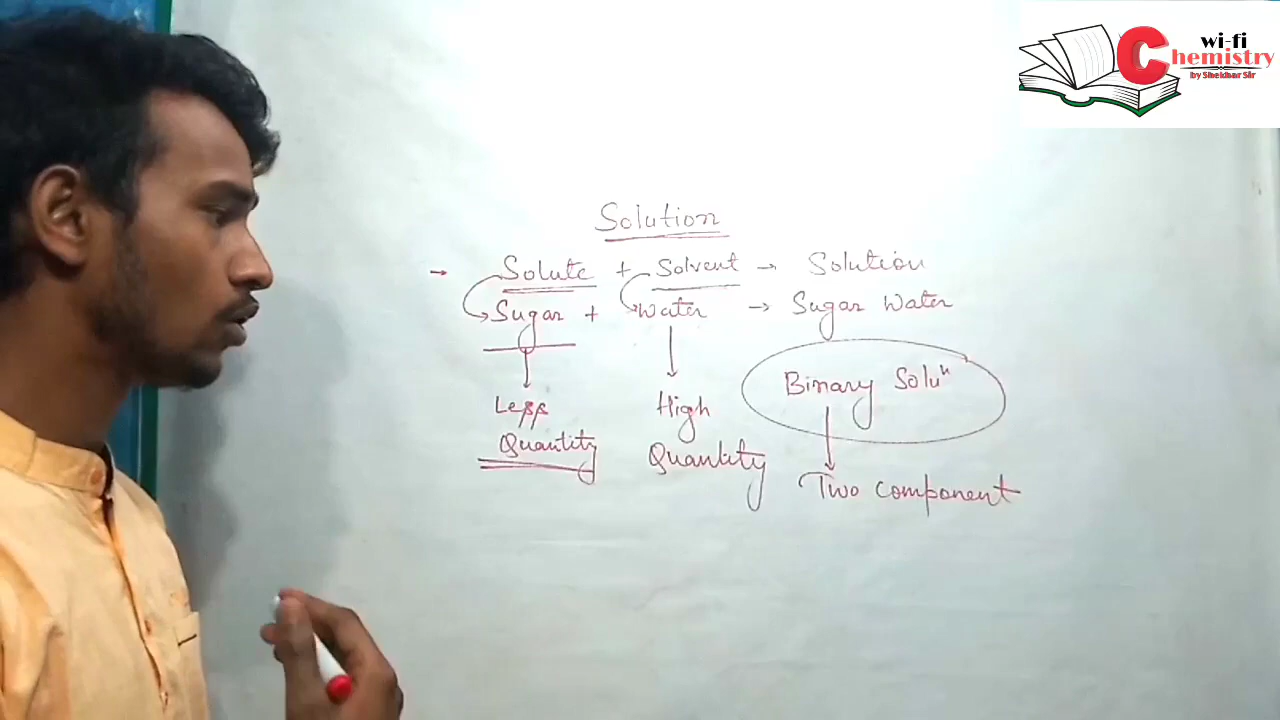 wi-fi
Chemistry
by Shekhar Sir
Solution
→ Solute + Solvent → Solution
Sugar + Water → Sugar Water
Less Quantity
High Quantity
Binary Soluⁿ
Two component